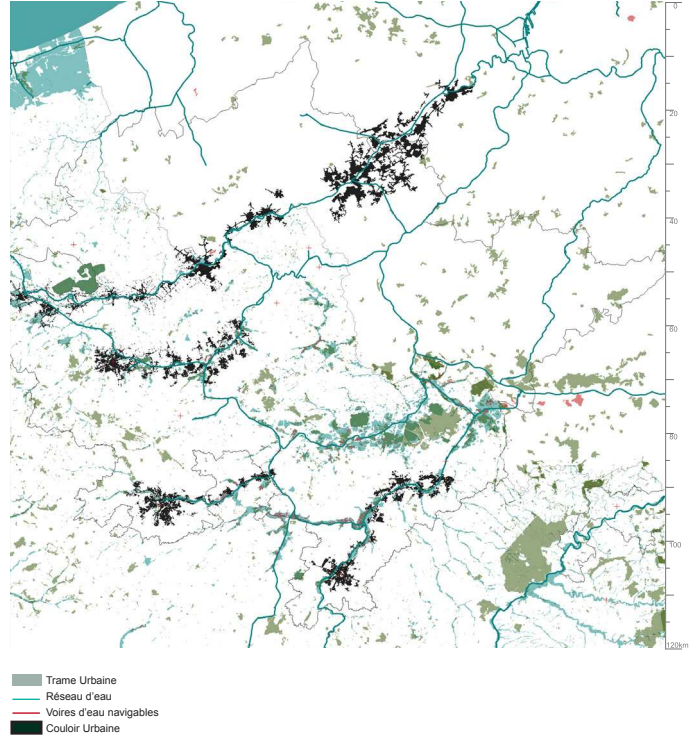 0
20
40
60
80
100
120km
Trame Urbaine
Réseau d'eau
Voires d'eau navigables
Couloir Urbaine